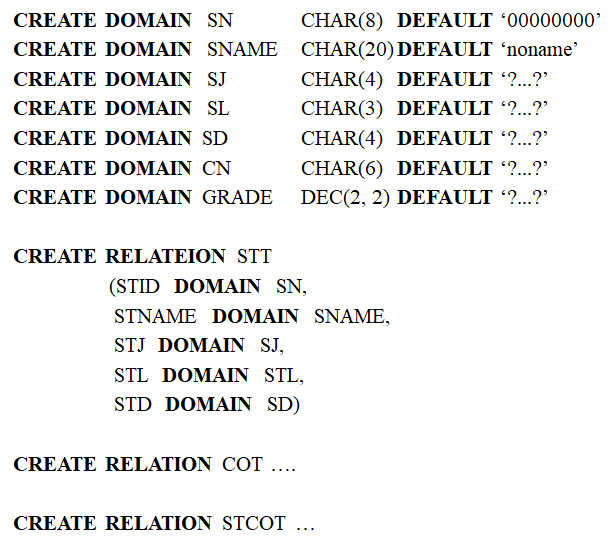 CREATE DOMAIN SN CHAR(8) DEFAULT ‘00000000’
CREATE DOMAIN SNAME CHAR(20) DEFAULT ‘noname’
CREATE DOMAIN SJ CHAR(4) DEFAULT ‘?...?’
CREATE DOMAIN SL CHAR(3) DEFAULT ‘?...?’
CREATE DOMAIN SD CHAR(4) DEFAULT ‘?...?’
CREATE DOMAIN CN CHAR(6) DEFAULT ‘?...?’
CREATE DOMAIN GRADE DEC(2, 2) DEFAULT ‘?...?’
CREATE RELATEION STT
(STID DOMAIN SN,
STNAME DOMAIN SNAME,
STJ DOMAIN SJ,
STL DOMAIN STL,
STD DOMAIN SD)
CREATE RELATION COT ….
CREATE RELATION STCOT …